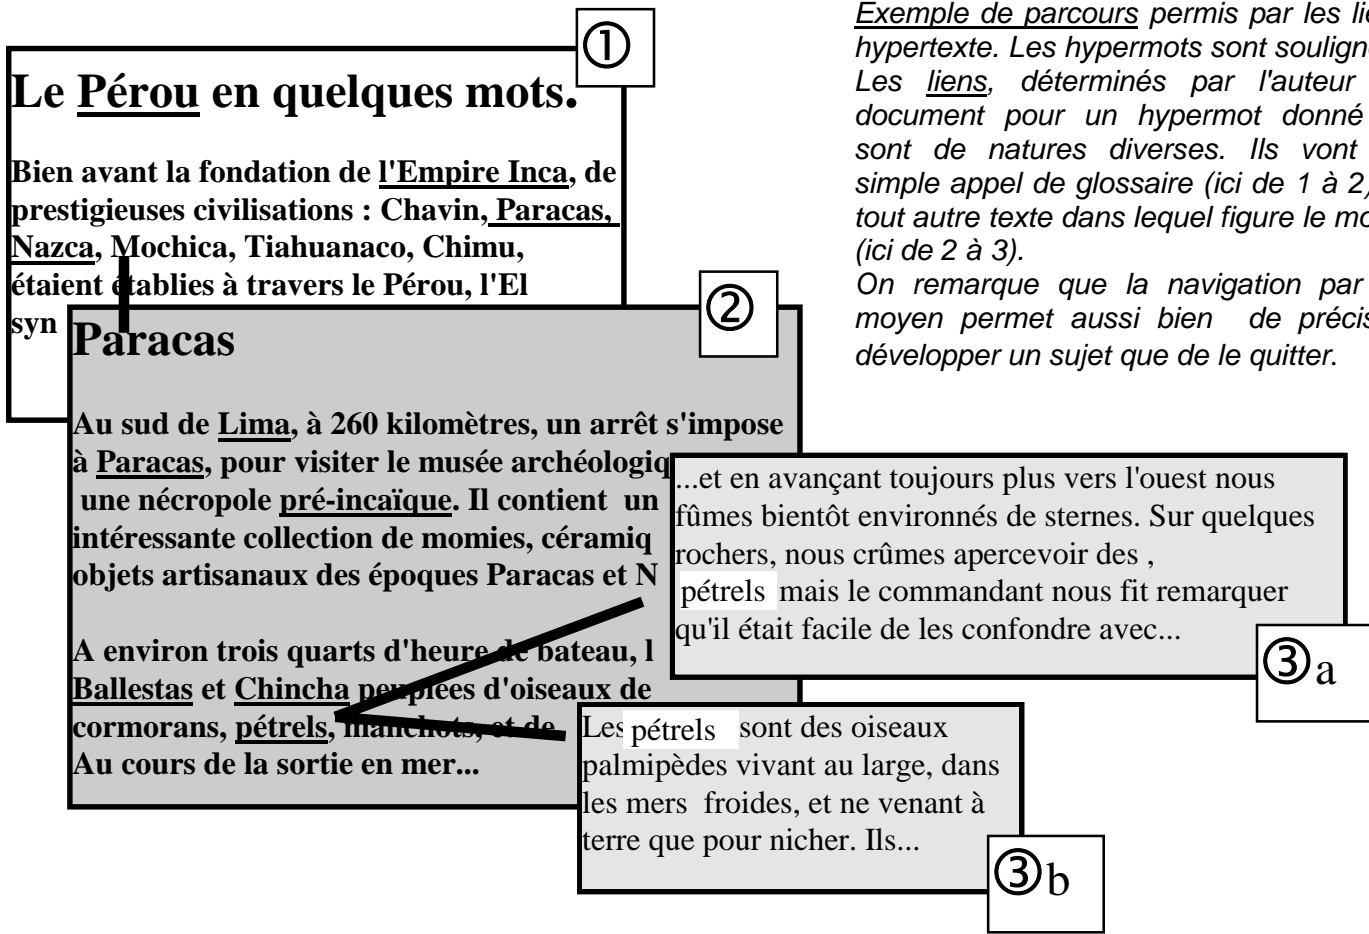 ①
Le Pérou en quelques mots.
Bien avant la fondation de l'Empire Inca, de
prestigieuses civilisations : Chavin, Paracas,
Nazca, Mochica, Tiahuanaco, Chimu,
étaient établies à travers le Pérou, l'El
syn
②
Paracas
Au sud de Lima, à 260 kilomètres, un arrêt s'impose
à Paracas, pour visiter le musée archéologiq
une nécropole pré-incaïque. Il contient un
intéressante collection de momies, céramiq
objets artisanaux des époques Paracas et N
A environ trois quarts d'heure de bateau, l
Ballestas et Chincha peuplées d'oiseaux de
cormorans, pétrels, manchots, et de
Au cours de la sortie en mer...
...et en avançant toujours plus vers l'ouest nous
fûmes bientôt environnés de sternes. Sur quelques
rochers, nous crûmes apercevoir des ,
pétrels mais le commandant nous fit remarquer
qu'il était facile de les confondre avec...
③a
Les pétrels sont des oiseaux
palmipèdes vivant au large, dans
les mers froides, et ne venant à
terre que pour nicher. Ils...
③b
Exemple de parcours permis par les lie
hypertexte. Les hypermots sont souligne
Les liens, déterminés par l'auteur
document pour un hypermot donné
sont de natures diverses. Ils vont
simple appel de glossaire (ici de 1 à 2)
tout autre texte dans lequel figure le mo
(ici de 2 à 3).
On remarque que la navigation par
moyen permet aussi bien de précis
développer un sujet que de le quitter.